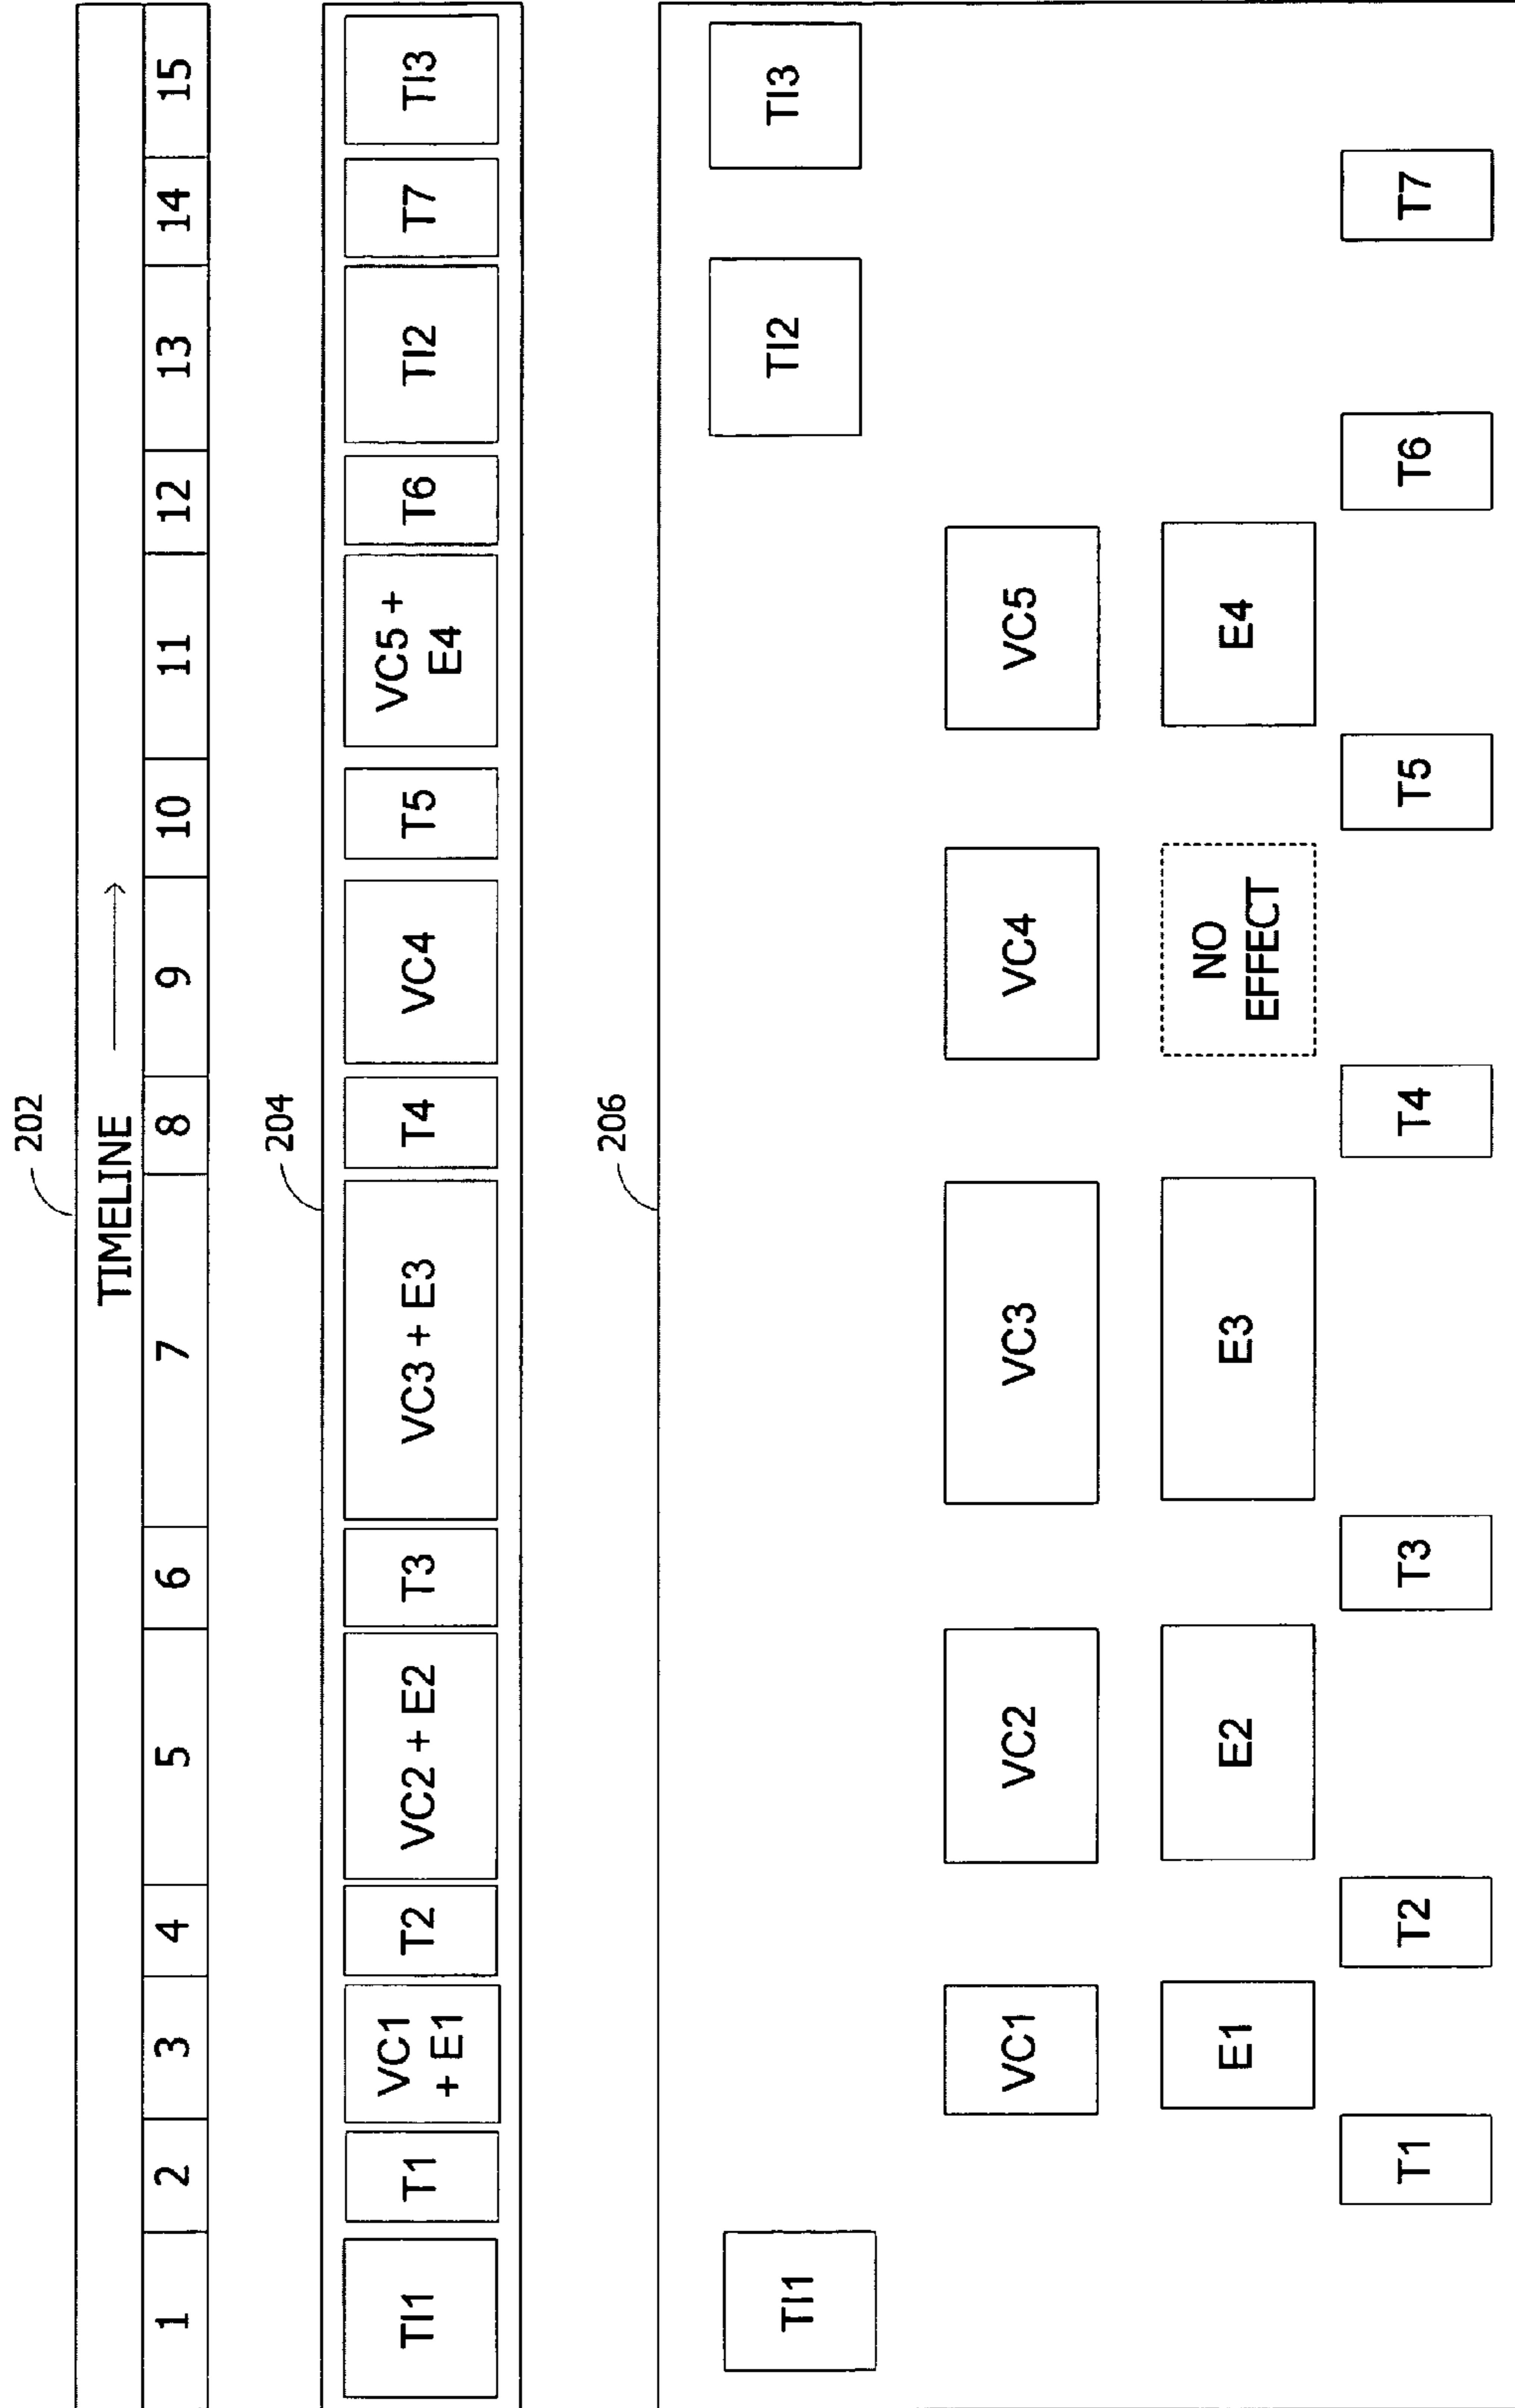 202
TIMELINE
1 2 3 4 5 6 7 8 9 10 11 12 13 14 15
204
TI1 T1 VC1 + E1 T2 VC2 + E2 T3 VC3 + E3 T4 VC4 T5 VC5 + E4 T6 TI2 T7 TI3
206
TI1 TI2 TI3
VC1 VC2 VC3 VC4 VC5
E1 E2 E3 NO EFFECT E4
T1 T2 T3 T4 T5 T6 T7